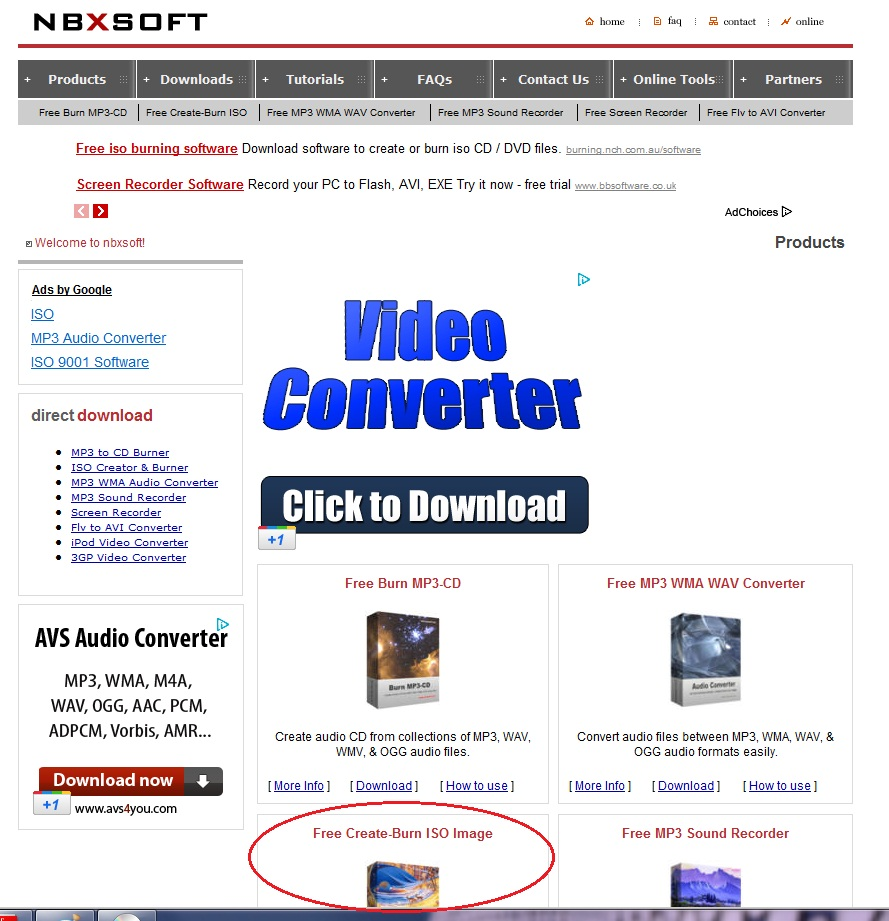 NBXSOFT
home faq contact online
+ Products + Downloads + Tutorials + FAQs + Contact Us + Online Tools + Partners
Free Burn MP3-CD Free Create-Burn ISO Free MP3 WMA WAV Converter Free MP3 Sound Recorder Free Screen Recorder Free Flv to AVI Converter
Free iso burning software Download software to create or burn iso CD / DVD files. burning.nch.com.au/software
Screen Recorder Software Record your PC to Flash, AVI, EXE Try it now - free trial www.bbsoftware.co.uk
AdChoices
Welcome to nbxsoft!
Products
Ads by Google
ISO
MP3 Audio Converter
ISO 9001 Software
direct download
MP3 to CD Burner
ISO Creator & Burner
MP3 WMA Audio Converter
MP3 Sound Recorder
Screen Recorder
Flv to AVI Converter
iPod Video Converter
3GP Video Converter
AVS Audio Converter
MP3, WMA, M4A,
WAV, OGG, AAC, PCM,
ADPCM, Vorbis, AMR...
Download now
+1 www.avs4you.com
Video
Converter
Click to Download
+1
Free Burn MP3-CD
Burn MP3-CD
Create audio CD from collections of MP3, WAV,
WMV, & OGG audio files.
[ More Info ] [ Download ] [ How to use ]
Free MP3 WMA WAV Converter
Audio Converter
Convert audio files between MP3, WMA, WAV, &
OGG audio formats easily.
[ More Info ] [ Download ] [ How to use ]
Free Create-Burn ISO Image
Free MP3 Sound Recorder